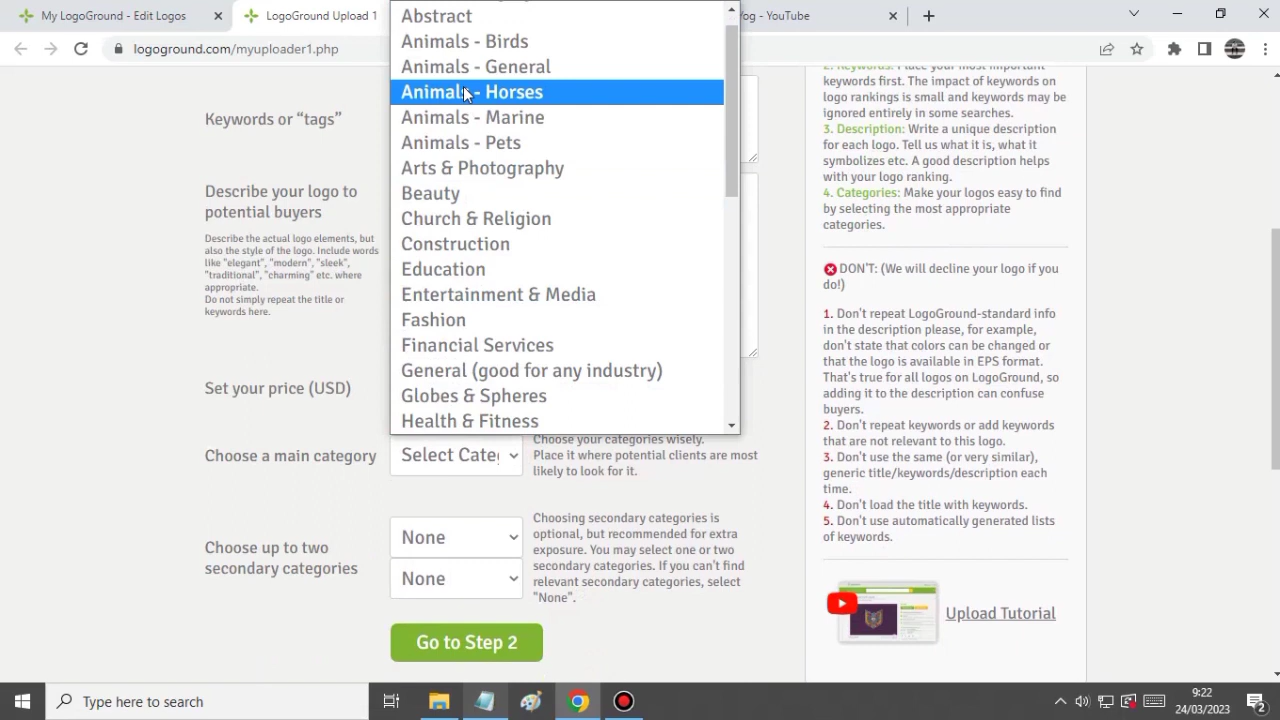 My LogoGround - Edit Logos
LogoGround Upload 1
- YouTube
logoground.com/myuploader1.php
Abstract
Animals - Birds
Animals - General
Animals - Horses
Animals - Marine
Animals - Pets
Arts & Photography
Beauty
Church & Religion
Construction
Education
Entertainment & Media
Fashion
Financial Services
General (good for any industry)
Globes & Spheres
Health & Fitness
Keywords or “tags”
Describe your logo to
potential buyers
Describe the actual logo elements, but
also the style of the logo. Include words
like "elegant", "modern", "sleek",
"traditional", "charming" etc. where
appropriate.
Do not simply repeat the title or
keywords here.
Set your price (USD)
Choose a main category
Select Cate
Choose your categories wisely.
Place it where potential clients are most
likely to look for it.
Choose up to two
secondary categories
None
None
Choosing secondary categories is
optional, but recommended for extra
exposure. You may select one or two
secondary categories. If you can't find
relevant secondary categories, select
"None".
Go to Step 2
2. Keywords: Place your most important
keywords first. The impact of keywords on
logo rankings is small and keywords may be
ignored entirely in some searches.
3. Description: Write a unique description
for each logo. Tell us what it is, what it
symbolizes etc. A good description helps
with your logo ranking.
4. Categories: Make your logos easy to find
by selecting the most appropriate
categories.
DON'T: (We will decline your logo if you
do!)
1. Don't repeat LogoGround-standard info
in the description please, for example,
don't state that colors can be changed or
that the logo is available in EPS format.
That's true for all logos on LogoGround, so
adding it to the description can confuse
buyers.
2. Don't repeat keywords or add keywords
that are not relevant to this logo.
3. Don't use the same (or very similar),
generic title/keywords/description each
time.
4. Don't load the title with keywords.
5. Don't use automatically generated lists
of keywords.
Upload Tutorial
Type here to search
9:22
24/03/2023
2